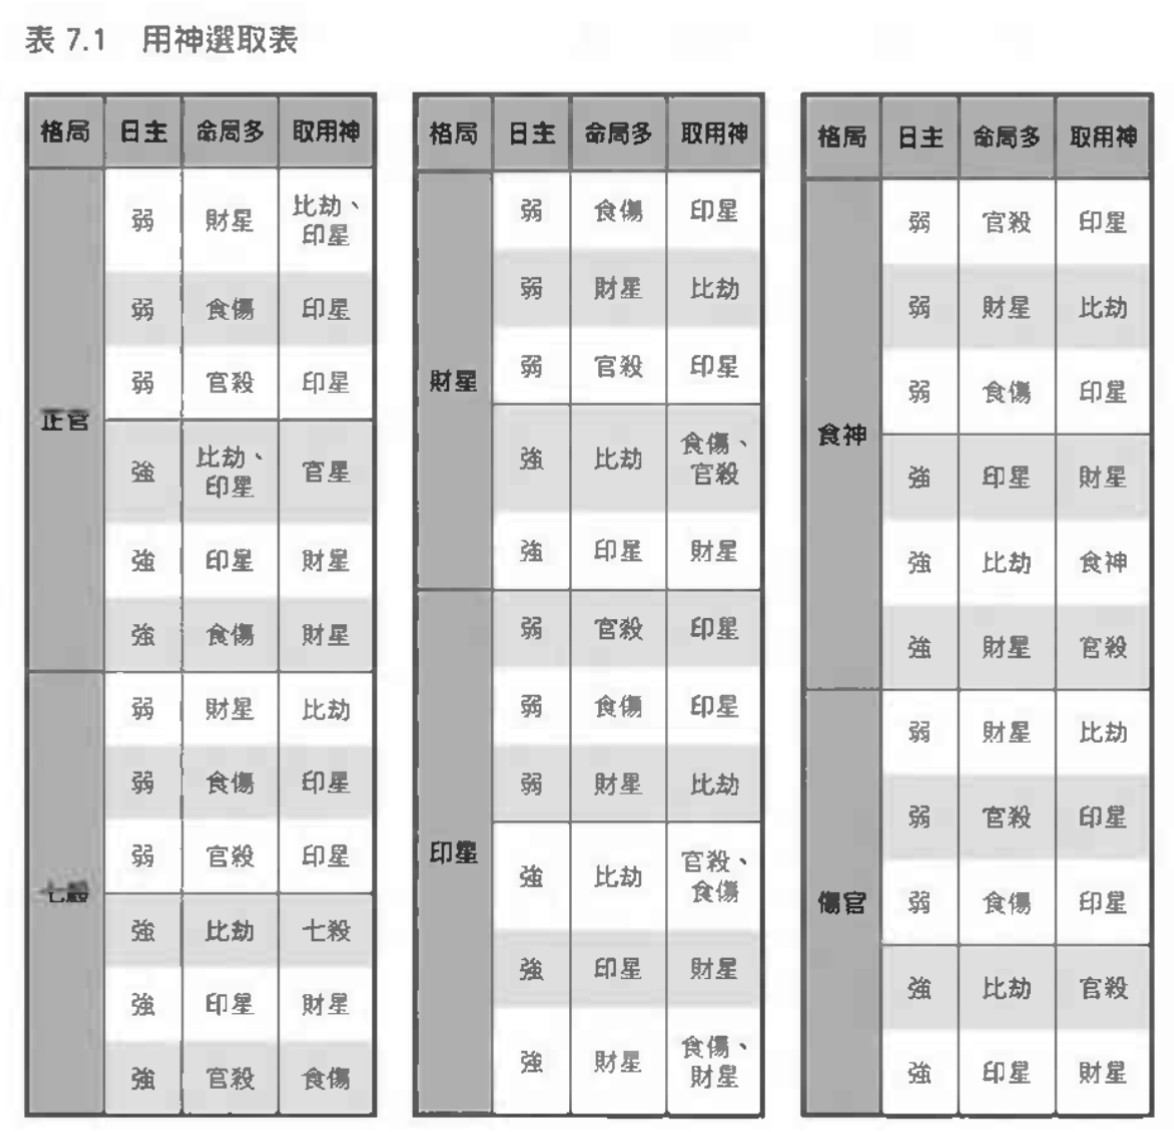 表 7.1 用神選取表
格局 日主 命局多 取用神
正官
弱 財星 比劫、
印星
弱 食傷 印星
弱 官殺 印星
強 比劫、
印星 官星
強 印星 財星
強 食傷 財星
七殺
弱 財星 比劫
弱 食傷 印星
弱 官殺 印星
強 比劫 七殺
強 印星 財星
強 官殺 食傷
格局 日主 命局多 取用神
財星
弱 食傷 印星
弱 財星 比劫
弱 官殺 印星
強 比劫 食傷、
官殺
強 印星 財星
印星
弱 官殺 印星
弱 食傷 印星
弱 財星 比劫
強 比劫 官殺、
食傷
強 印星 財星
強 財星 食傷、
財星
格局 日主 命局多 取用神
食神
弱 官殺 印星
弱 財星 比劫
弱 食傷 印星
強 印星 財星
強 比劫 食神
強 財星 官殺
傷官
弱 財星 比劫
弱 官殺 印星
弱 食傷 印星
強 比劫 官殺
強 印星 財星